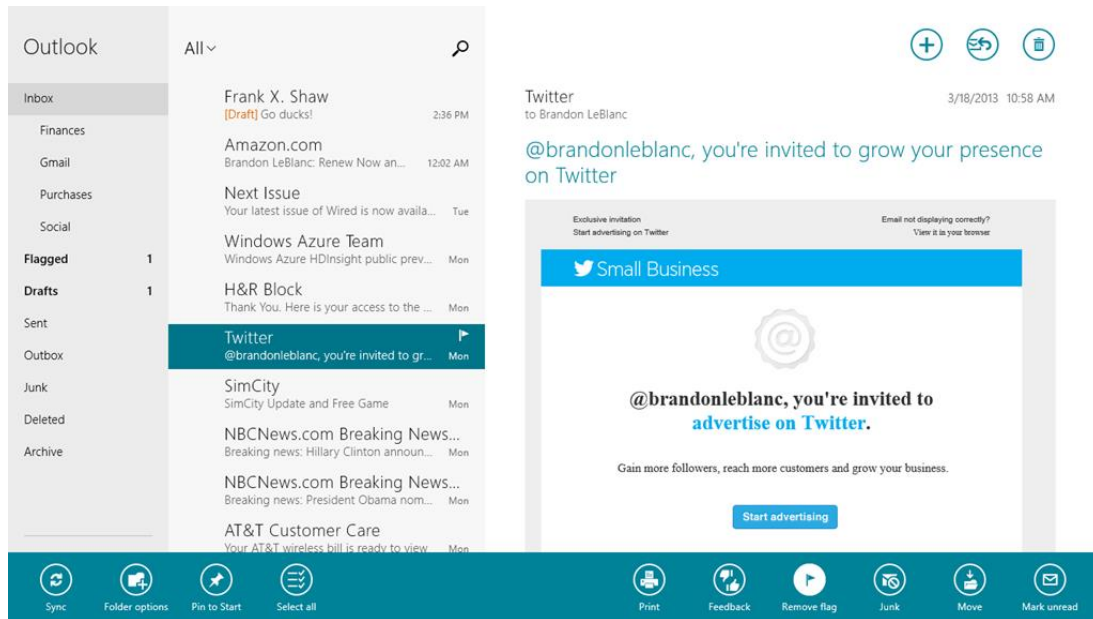 Outlook
Inbox
Finances
Gmail
Purchases
Social
Flagged 1
Drafts 1
Sent
Outbox
Junk
Deleted
Archive
All
Frank X. Shaw
[Draft] Go ducks! 2:36 PM
Amazon.com
Brandon LeBlanc: Renew Now an... 12:02 AM
Next Issue
Your latest issue of Wired is now availa... Tue
Windows Azure Team
Windows Azure HDInsight public prev... Mon
H&R Block
Thank You. Here is your access to the ... Mon
Twitter
@brandonleblanc, you're invited to gr... Mon
SimCity
SimCity Update and Free Game Mon
NBCNews.com Breaking News...
Breaking news: Hillary Clinton announ... Mon
NBCNews.com Breaking News...
Breaking news: President Obama nom... Mon
AT&T Customer Care
Your AT&T wireless bill is ready to view Mon
Twitter 3/18/2013 10:58 AM
to Brandon LeBlanc
@brandonleblanc, you're invited to grow your presence
on Twitter
Exclusive invitation Email not displaying correctly?
Start advertising on Twitter View it in your browser
Small Business
@
@brandonleblanc, you're invited to
advertise on Twitter.
Gain more followers, reach more customers and grow your business.
Start advertising
Sync Folder options Pin to Start Select all Print Feedback Remove flag Junk Move Mark unread